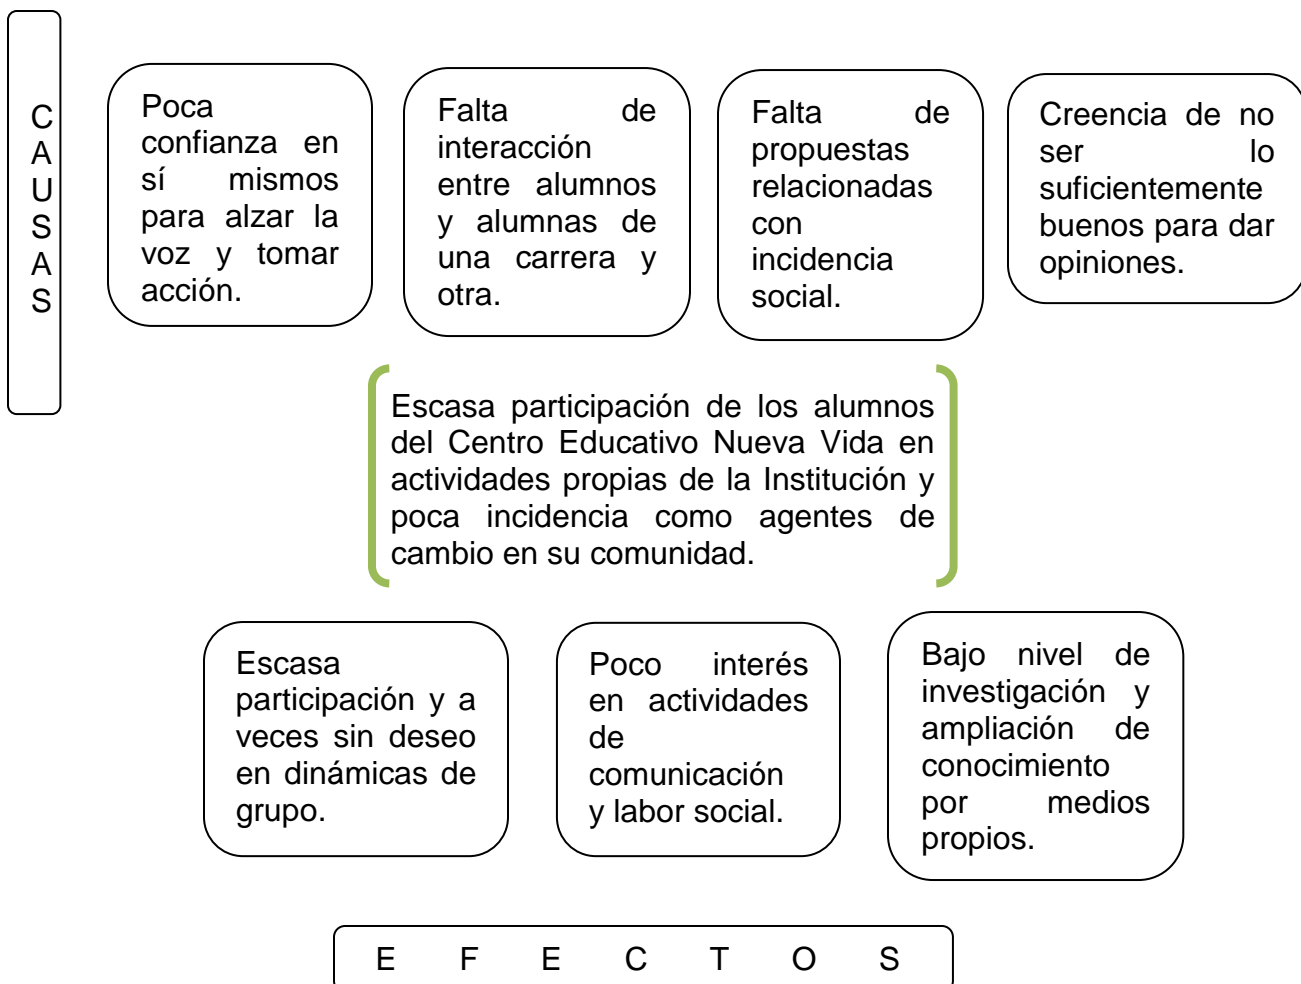 C
A
U
S
A
S
Poca
confianza en
sí mismos
para alzar la
voz y tomar
acción.
Falta de
interacción
entre alumnos
y alumnas de
una carrera y
otra.
Falta de
propuestas
relacionadas
con
incidencia
social.
Creencia de no
ser lo
suficientemente
buenos para dar
opiniones.
Escasa participación de los alumnos
del Centro Educativo Nueva Vida en
actividades propias de la Institución y
poca incidencia como agentes de
cambio en su comunidad.
Escasa
participación y a
veces sin deseo
en dinámicas de
grupo.
Poco interés
en actividades
de
comunicación
y labor social.
Bajo nivel de
investigación y
ampliación de
conocimiento
por medios
propios.
E F E C T O S